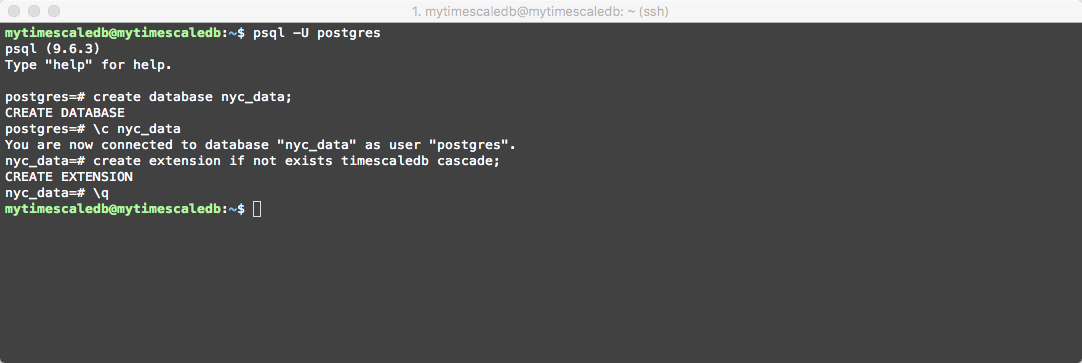 1. mytimescaledb@mytimescaledb: ~ (ssh)
mytimescaledb@mytimescaledb:~$ psql -U postgres
psql (9.6.3)
Type "help" for help.
postgres=# create database nyc_data;
CREATE DATABASE
postgres=# \c nyc_data
You are now connected to database "nyc_data" as user "postgres".
nyc_data=# create extension if not exists timescaledb cascade;
CREATE EXTENSION
nyc_data=# \q
mytimescaledb@mytimescaledb:~$